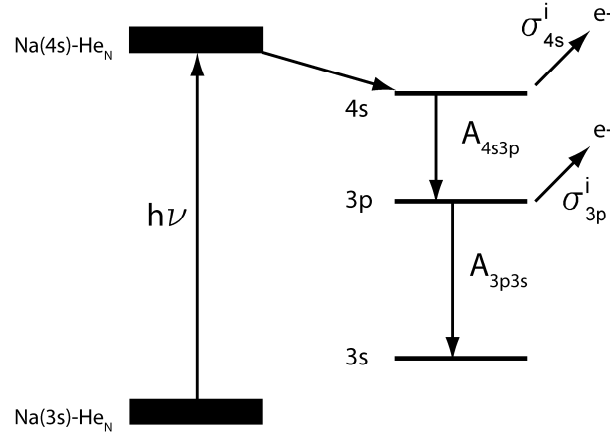 Na(4s)-He_N
σ^i_4s
e-
4s
A_4s3p
hν
3p
e-
σ^i_3p
A_3p3s
3s
Na(3s)-He_N